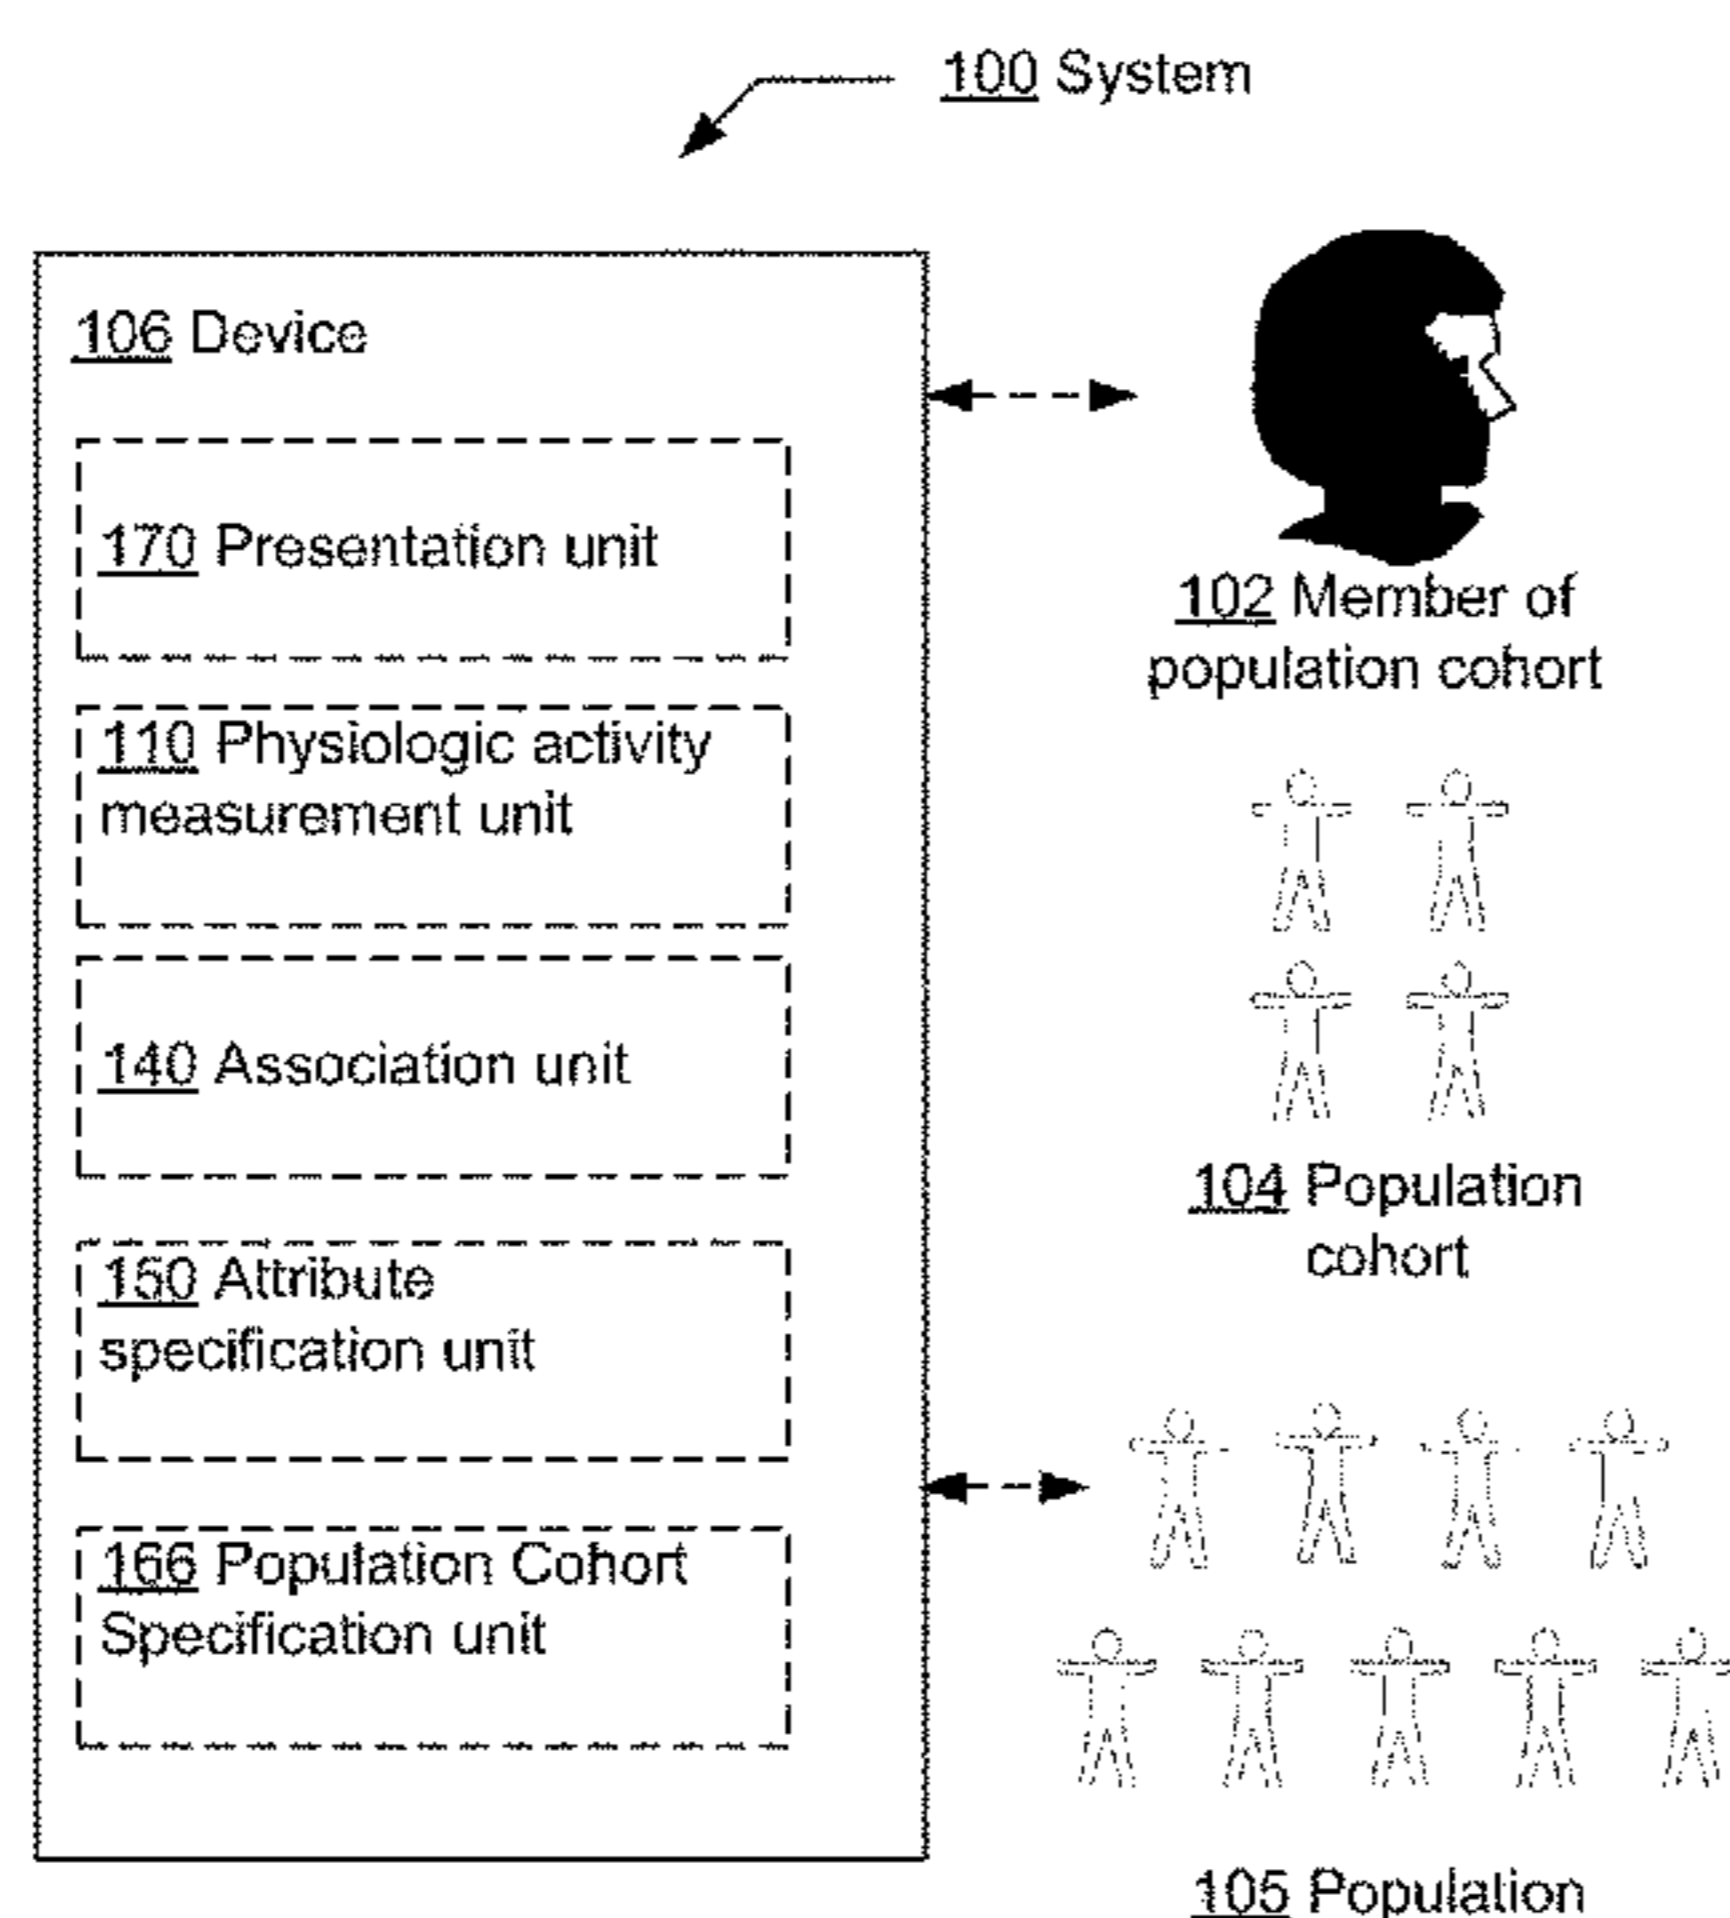 100 System
106 Device
170 Presentation unit
110 Physiologic activity
measurement unit
140 Association unit
150 Attribute
specification unit
166 Population Cohort
Specification unit
102 Member of
population cohort
104 Population
cohort
105 Population